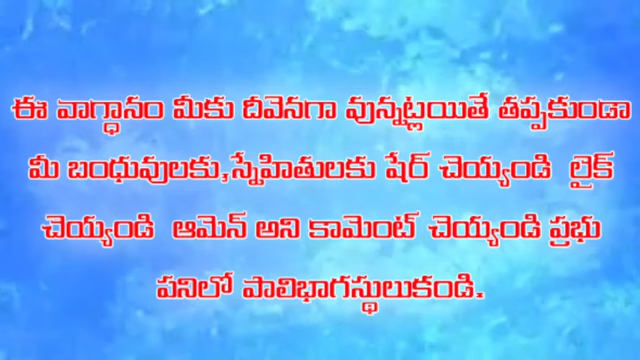 ఈ వాగ్ధానం మీకు దీవెనగా వున్నట్లయితే తప్పకుండా
మీ బంధువులకు,స్నేహితులకు షేర్ చెయ్యండి లైక్
చెయ్యండి ఆమెన్ అని కామెంట్ చెయ్యండి ప్రభు
పనిలో పాలిభాగస్థులుకండి.